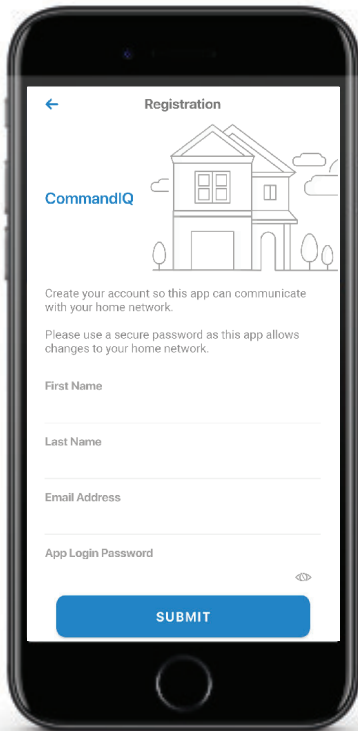 Registration
CommandIQ
Create your account so this app can communicate
with your home network.
Please use a secure password as this app allows
changes to your home network.
First Name
Last Name
Email Address
App Login Password
SUBMIT